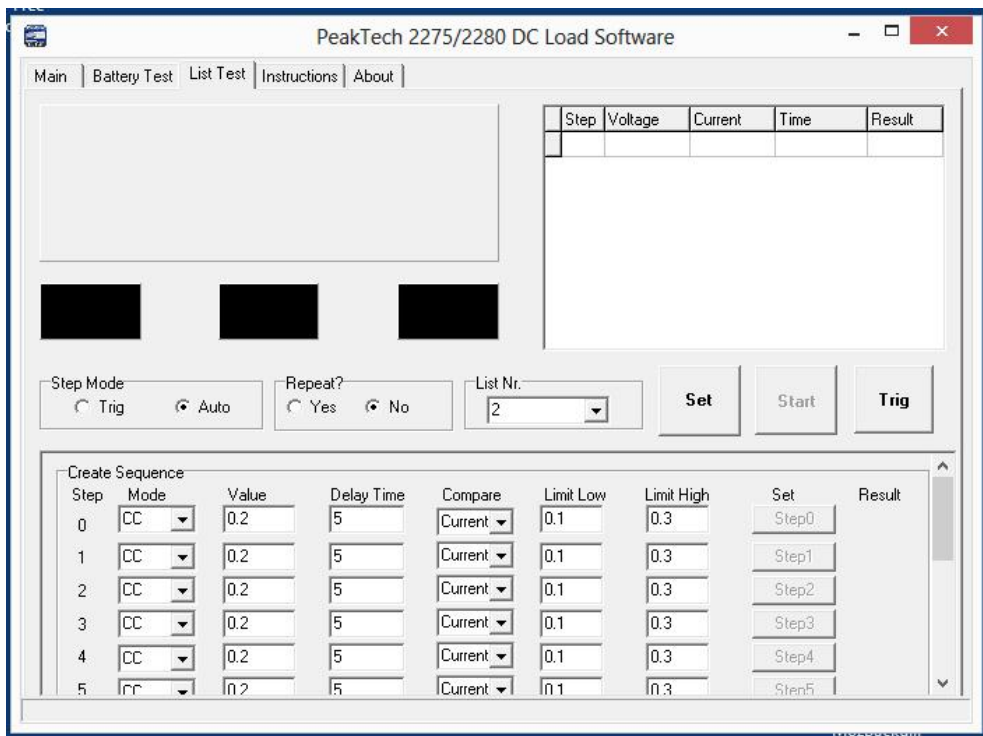 PeakTech 2275/2280 DC Load Software
Main Battery Test List Test Instructions About
Step Voltage Current Time Result
Step Mode
Trig Auto
Repeat?
Yes No
List Nr.
2
Set
Start
Trig
Create Sequence
Step Mode Value Delay Time Compare Limit Low Limit High Set Result
0 CC 0.2 5 Current 0.1 0.3 Step0
1 CC 0.2 5 Current 0.1 0.3 Step1
2 CC 0.2 5 Current 0.1 0.3 Step2
3 CC 0.2 5 Current 0.1 0.3 Step3
4 CC 0.2 5 Current 0.1 0.3 Step4
5 CC 0.2 5 Current 0.1 0.3 Step5